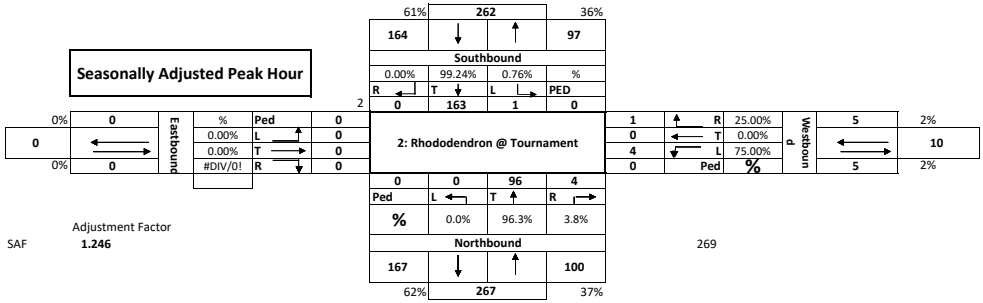 61% 262 36%
164 97
Southbound
Seasonally Adjusted Peak Hour
0.00% 99.24% 0.76% %
R T L PED
2 0 163 1 0
0% 0 Eastbound % Ped 0 1 R 25.00% Westbound 5 2%
0 0.00% L 0 2: Rhododendron @ Tournament 0 T 0.00% 10
0.00% T 0 4 L 75.00%
0% 0 #DIV/0! R 0 0 Ped % 5 2%
0 0 96 4
Ped L T R
% 0.0% 96.3% 3.8%
Adjustment Factor
SAF 1.246 Northbound 269
167 100
62% 267 37%